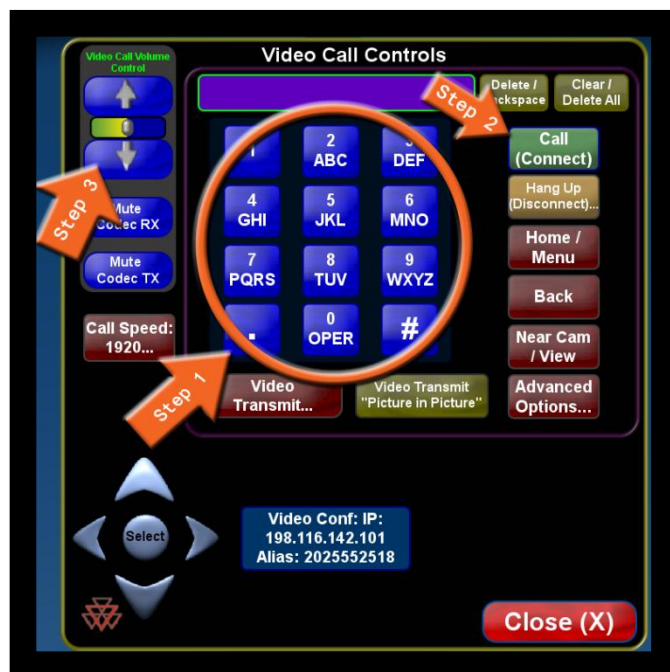 Video Call Volume
Control
Video Call Controls
Delete /
Clear /
Delete All
Step 2
2
ABC
DEF
Call
(Connect)
Hang Up
(Disconnect)...
Step 3
Mute
Codec RX
4
GHI
5
JKL
6
MNO
Home /
Menu
Mute
Codec TX
7
PQRS
8
TUV
9
WXYZ
Back
Call Speed:
1920...
.
0
OPER
#
Near Cam
/ View
Step 1
Video
Transmit...
Video Transmit
"Picture in Picture"
Advanced
Options...
Select
Video Conf: IP:
198.116.142.101
Alias: 2025552518
Close (X)